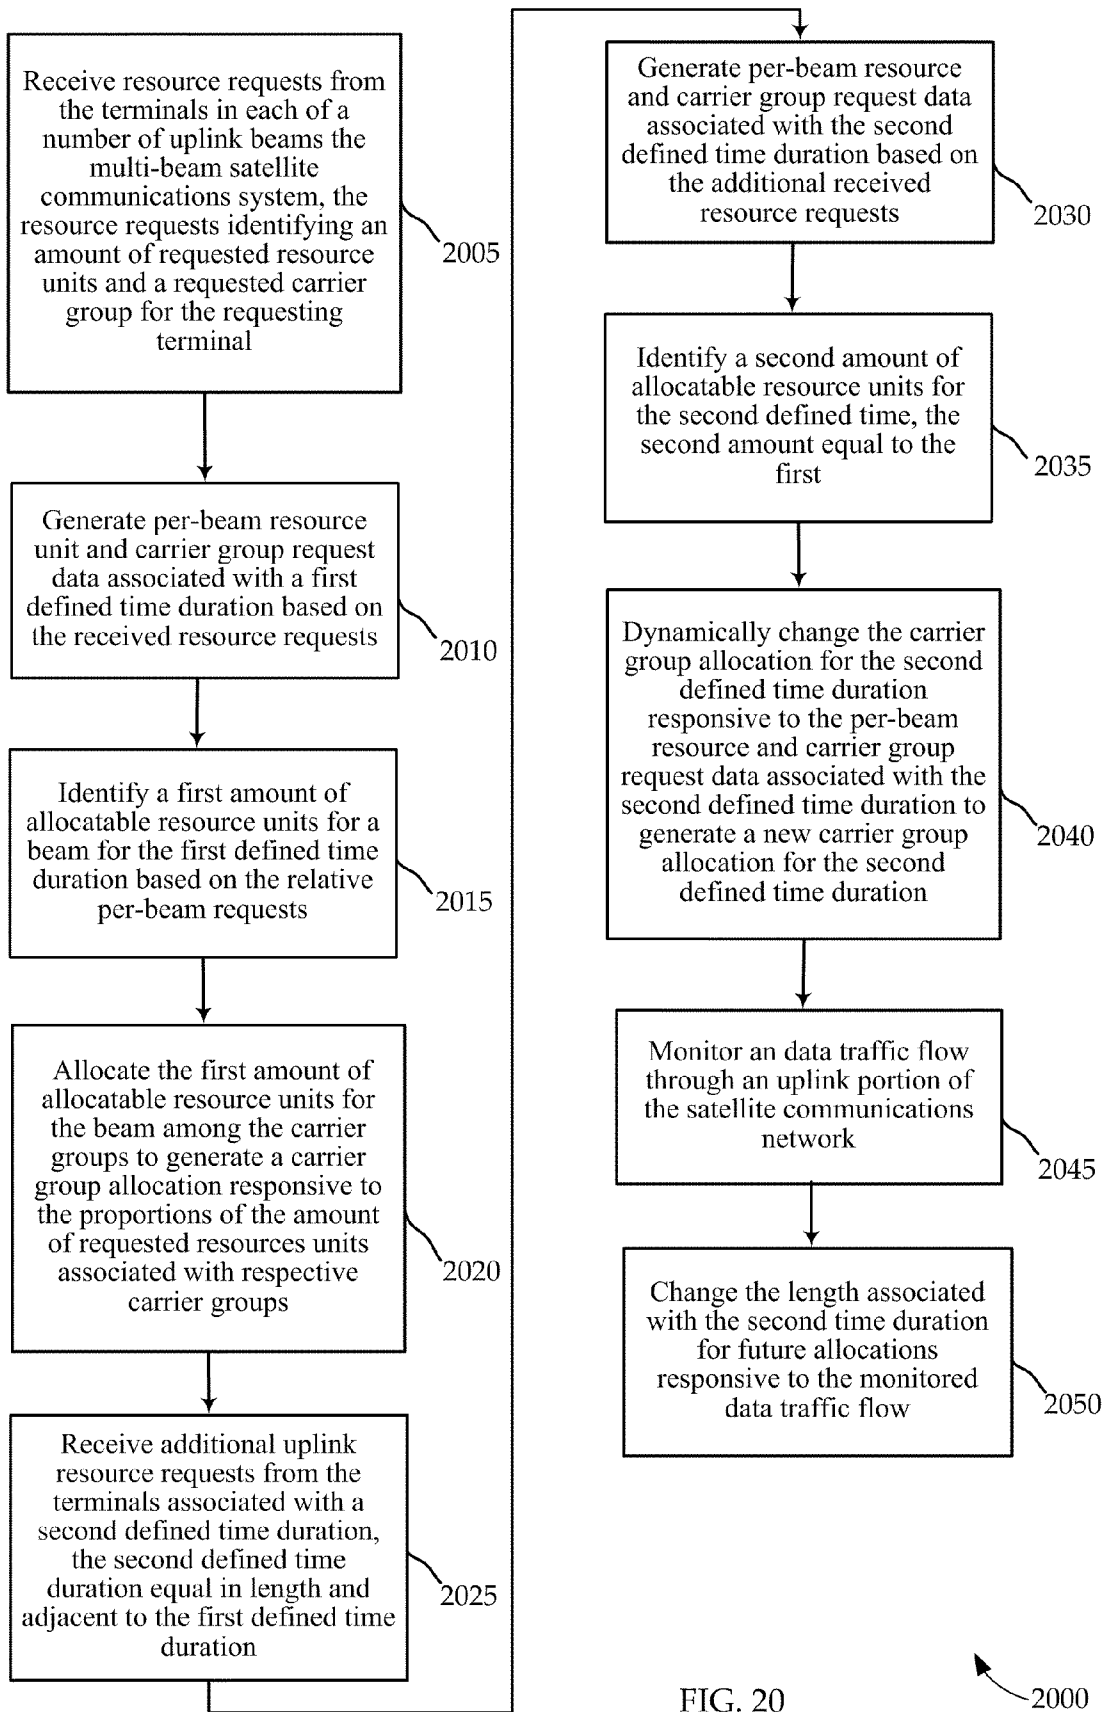 Receive resource requests from
the terminals in each of a
number of uplink beams the
multi-beam satellite
communications system, the
resource requests identifying an
amount of requested resource
units and a requested carrier
group for the requesting
terminal
2005
Generate per-beam resource
unit and carrier group request
data associated with a first
defined time duration based on
the received resource requests
2010
Identify a first amount of
allocatable resource units for a
beam for the first defined time
duration based on the relative
per-beam requests
2015
Allocate the first amount of
allocatable resource units for
the beam among the carrier
groups to generate a carrier
group allocation responsive to
the proportions of the amount
of requested resources units
associated with respective
carrier groups
2020
Receive additional uplink
resource requests from the
terminals associated with a
second defined time duration,
the second defined time
duration equal in length and
adjacent to the first defined time
duration
2025
Generate per-beam resource
and carrier group request data
associated with the second
defined time duration based on
the additional received
resource requests
2030
Identify a second amount of
allocatable resource units for
the second defined time, the
second amount equal to the
first
2035
Dynamically change the carrier
group allocation for the second
defined time duration
responsive to the per-beam
resource and carrier group
request data associated with the
second defined time duration to
generate a new carrier group
allocation for the second
defined time duration
2040
Monitor an data traffic flow
through an uplink portion of
the satellite communications
network
2045
Change the length associated
with the second time duration
for future allocations
responsive to the monitored
data traffic flow
2050
FIG. 20
2000